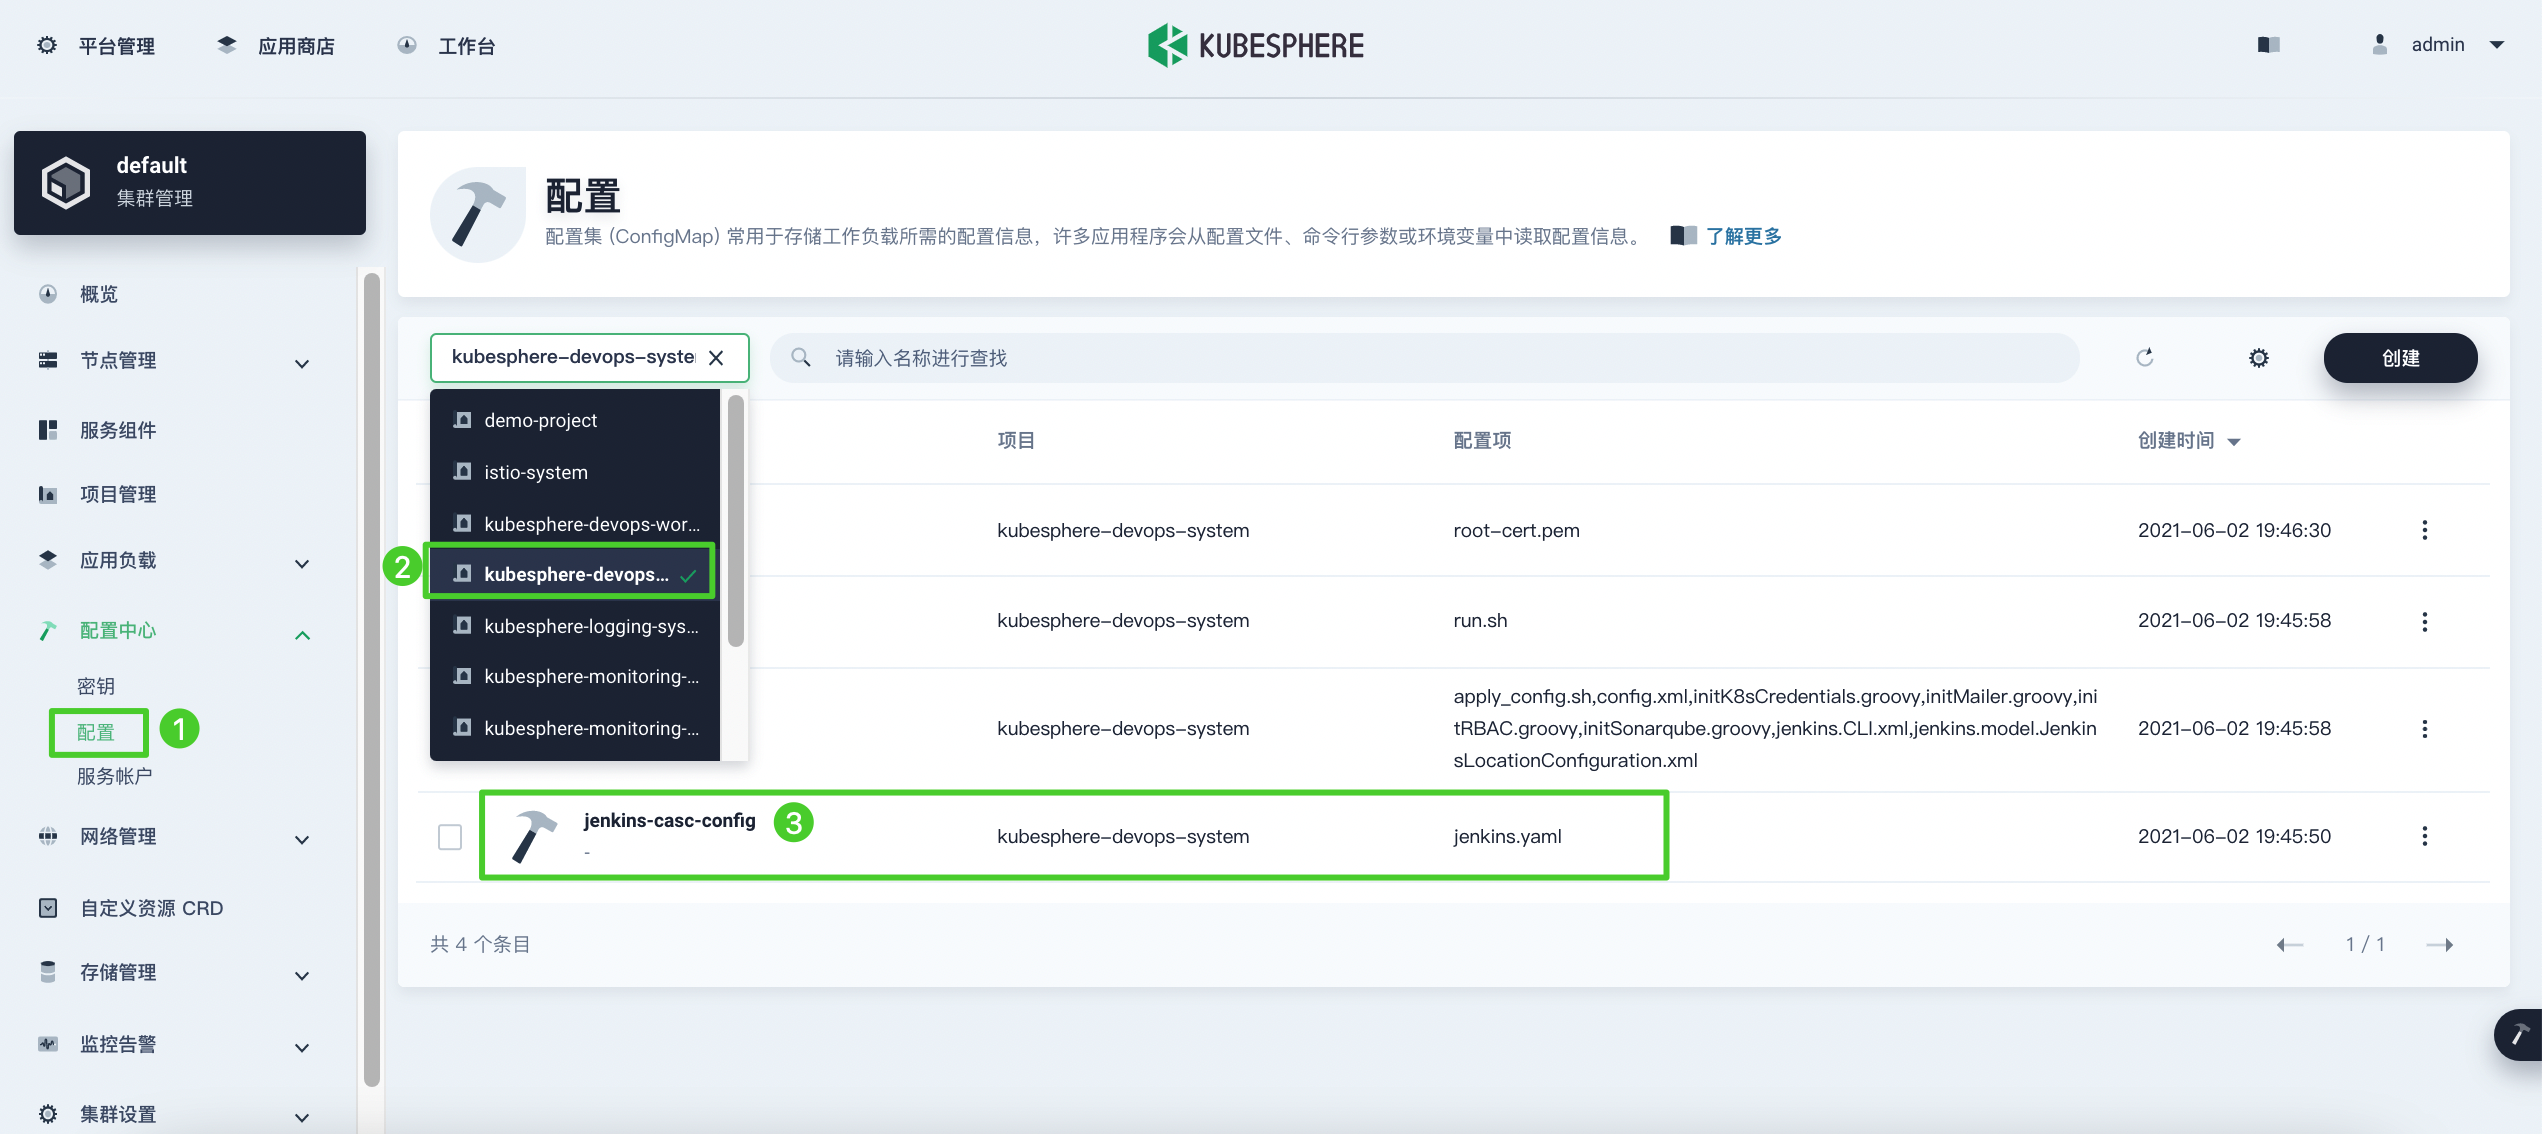 平台管理
应用商店
工作台
KUBESPHERE
admin
default
集群管理
概览
节点管理
服务组件
项目管理
应用负载
配置中心
密钥
配置
1
服务帐户
网络管理
自定义资源 CRD
存储管理
监控告警
集群设置
配置
配置集 (ConfigMap) 常用于存储工作负载所需的配置信息，许多应用程序会从配置文件、命令行参数或环境变量中读取配置信息。
了解更多
kubesphere-devops-syste
请输入名称进行查找
创建
demo-project
istio-system
kubesphere-devops-wor...
2
kubesphere-devops...
kubesphere-logging-sys...
kubesphere-monitoring-...
kubesphere-monitoring-...
项目
配置项
创建时间
kubesphere-devops-system
root-cert.pem
2021-06-02 19:46:30
kubesphere-devops-system
run.sh
2021-06-02 19:45:58
kubesphere-devops-system
apply_config.sh,config.xml,initK8sCredentials.groovy,initMailer.groovy,ini
tRBAC.groovy,initSonarqube.groovy,jenkins.CLI.xml,jenkins.model.Jenkin
sLocationConfiguration.xml
2021-06-02 19:45:58
jenkins-casc-config
3
-
kubesphere-devops-system
jenkins.yaml
2021-06-02 19:45:50
共 4 个条目
1 / 1